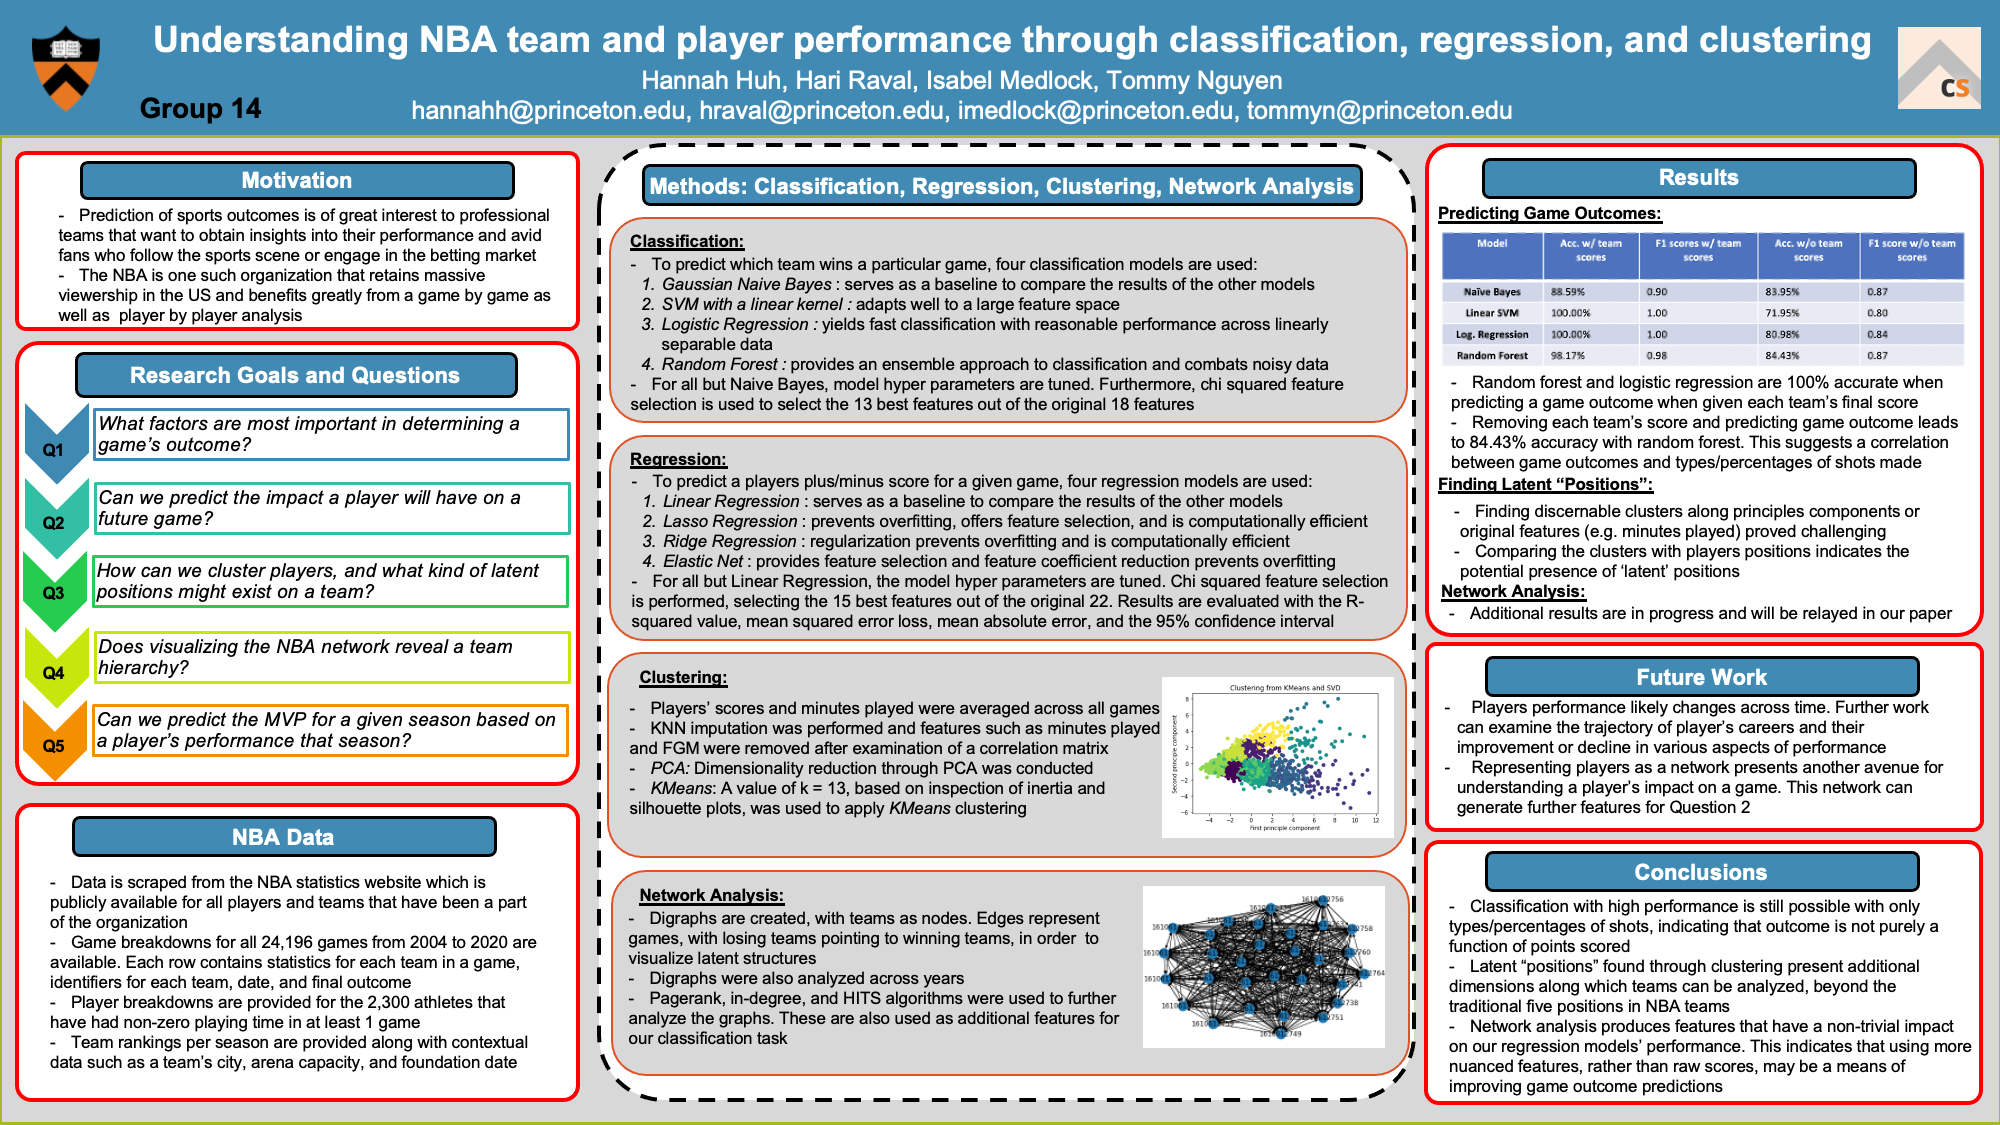 Understanding NBA team and player performance through classification, regression, and clustering
Hannah Huh, Hari Raval, Isabel Medlock, Tommy Nguyen
hannahh@princeton.edu, hraval@princeton.edu, imedlock@princeton.edu, tommyn@princeton.edu
Group 14
cs
Motivation
- Prediction of sports outcomes is of great interest to professional
teams that want to obtain insights into their performance and avid
fans who follow the sports scene or engage in the betting market
- The NBA is one such organization that retains massive
viewership in the US and benefits greatly from a game by game as
well as player by player analysis
Research Goals and Questions
Q1
What factors are most important in determining a
game's outcome?
Q2
Can we predict the impact a player will have on a
future game?
Q3
How can we cluster players, and what kind of latent
positions might exist on a team?
Q4
Does visualizing the NBA network reveal a team
hierarchy?
Q5
Can we predict the MVP for a given season based on
a player's performance that season?
NBA Data
- Data is scraped from the NBA statistics website which is
publicly available for all players and teams that have been a part
of the organization
- Game breakdowns for all 24,196 games from 2004 to 2020 are
available. Each row contains statistics for each team in a game,
identifiers for each team, date, and final outcome
- Player breakdowns are provided for the 2,300 athletes that
have had non-zero playing time in at least 1 game
- Team rankings per season are provided along with contextual
data such as a team's city, arena capacity, and foundation date
Methods: Classification, Regression, Clustering, Network Analysis
Classification:
- To predict which team wins a particular game, four classification models are used:
1. Gaussian Naive Bayes : serves as a baseline to compare the results of the other models
2. SVM with a linear kernel : adapts well to a large feature space
3. Logistic Regression : yields fast classification with reasonable performance across linearly
separable data
4. Random Forest : provides an ensemble approach to classification and combats noisy data
- For all but Naive Bayes, model hyper parameters are tuned. Furthermore, chi squared feature
selection is used to select the 13 best features out of the original 18 features
Regression:
- To predict a players plus/minus score for a given game, four regression models are used:
1. Linear Regression : serves as a baseline to compare the results of the other models
2. Lasso Regression : prevents overfitting, offers feature selection, and is computationally efficient
3. Ridge Regression : regularization prevents overfitting and is computationally efficient
4. Elastic Net : provides feature selection and feature coefficient reduction prevents overfitting
- For all but Linear Regression, the model hyper parameters are tuned. Chi squared feature selection
is performed, selecting the 15 best features out of the original 22. Results are evaluated with the R-
squared value, mean squared error loss, mean absolute error, and the 95% confidence interval
Clustering:
- Players' scores and minutes played were averaged across all games
- KNN imputation was performed and features such as minutes played
and FGM were removed after examination of a correlation matrix
- PCA: Dimensionality reduction through PCA was conducted
- KMeans: A value of k = 13, based on inspection of inertia and
silhouette plots, was used to apply KMeans clustering
Clustering from KMeans and SVD
Second principle component
8
6
4
2
0
−2
−4
−6
−4 −2 0 2 4 6 8 10 12
First principle component
Network Analysis:
- Digraphs are created, with teams as nodes. Edges represent
games, with losing teams pointing to winning teams, in order to
visualize latent structures
- Digraphs were also analyzed across years
- Pagerank, in-degree, and HITS algorithms were used to further
analyze the graphs. These are also used as additional features for
our classification task
Results
Predicting Game Outcomes:
Model Acc. w/ team scores F1 scores w/ team scores Acc. w/o team scores F1 score w/o team scores
Naïve Bayes 88.59% 0.90 83.95% 0.87
Linear SVM 100.00% 1.00 71.95% 0.80
Log. Regression 100.00% 1.00 80.98% 0.84
Random Forest 98.17% 0.98 84.43% 0.87
- Random forest and logistic regression are 100% accurate when
predicting a game outcome when given each team's final score
- Removing each team's score and predicting game outcome leads
to 84.43% accuracy with random forest. This suggests a correlation
between game outcomes and types/percentages of shots made
Finding Latent “Positions”:
- Finding discernable clusters along principles components or
original features (e.g. minutes played) proved challenging
- Comparing the clusters with players positions indicates the
potential presence of ‘latent’ positions
Network Analysis:
- Additional results are in progress and will be relayed in our paper
Future Work
- Players performance likely changes across time. Further work
can examine the trajectory of player's careers and their
improvement or decline in various aspects of performance
- Representing players as a network presents another avenue for
understanding a player's impact on a game. This network can
generate further features for Question 2
Conclusions
- Classification with high performance is still possible with only
types/percentages of shots, indicating that outcome is not purely a
function of points scored
- Latent “positions” found through clustering present additional
dimensions along which teams can be analyzed, beyond the
traditional five positions in NBA teams
- Network analysis produces features that have a non-trivial impact
on our regression models' performance. This indicates that using more
nuanced features, rather than raw scores, may be a means of
improving game outcome predictions